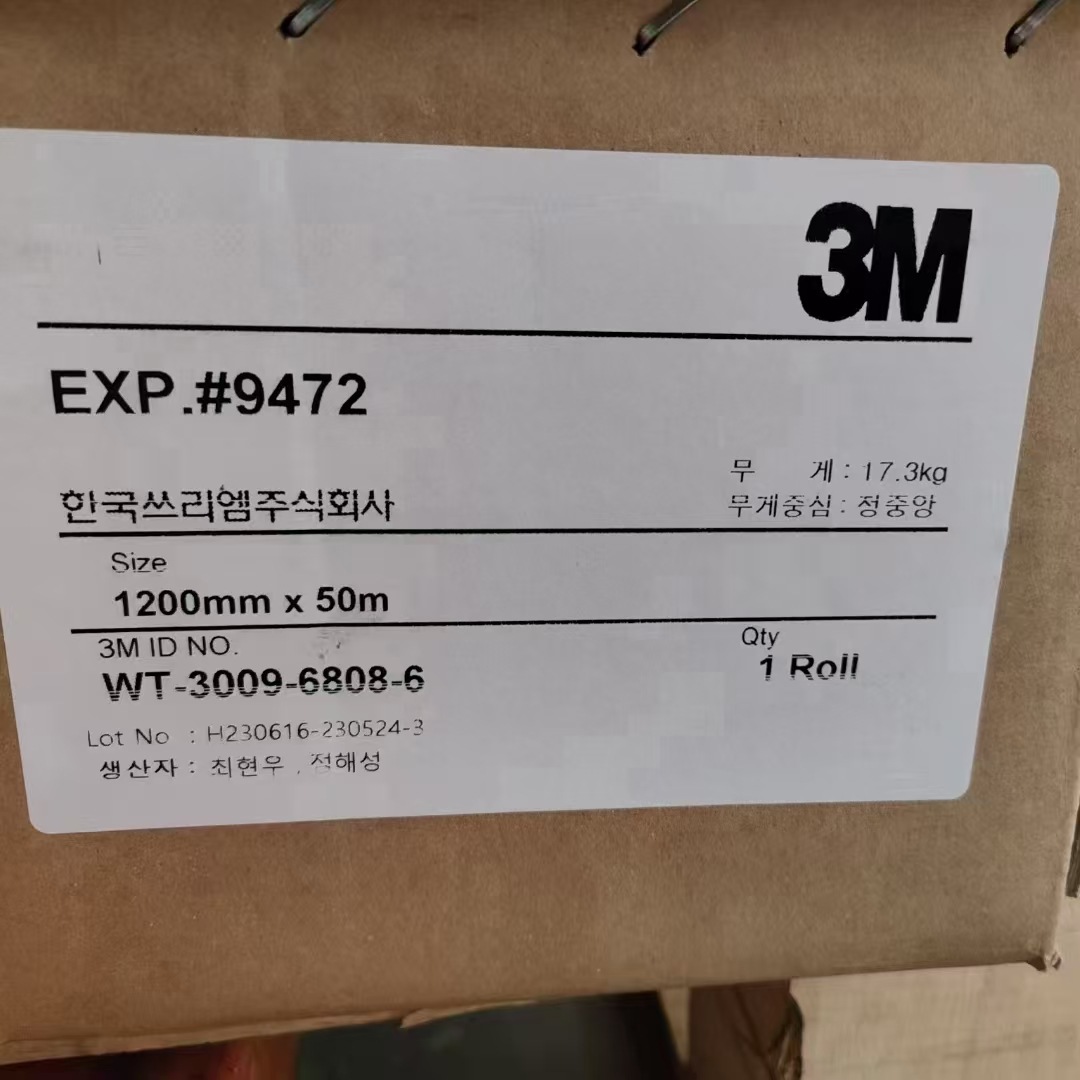 3M
EXP.#9472
무 게 : 17.3kg
한국쓰리엠주식회사
무게중심 : 정중앙
Size
1200mm x 50m
3M ID NO.
Qty
WT-3009-6808-6
1 Roll
Lot No : H230616-230524-3
생산자 : 최현우 , 정해성